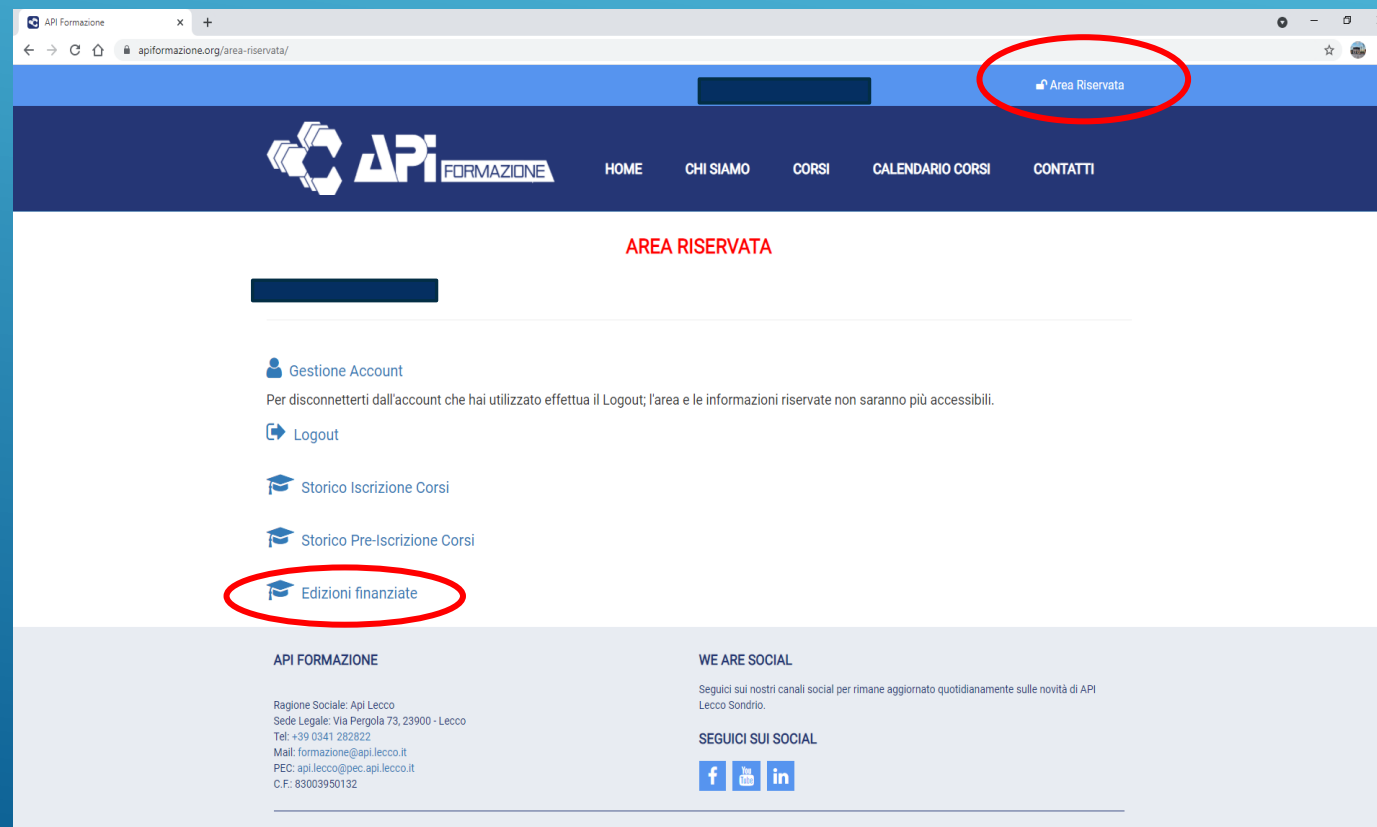 API Formazione
apiformazione.org/area-riservata/
Area Riservata
APi FORMAZIONE
HOME CHI SIAMO CORSI CALENDARIO CORSI CONTATTI
AREA RISERVATA
Gestione Account
Per disconnetterti dall'account che hai utilizzato effettua il Logout; l'area e le informazioni riservate non saranno più accessibili.
Logout
Storico Iscrizione Corsi
Storico Pre-Iscrizione Corsi
Edizioni finanziate
API FORMAZIONE
Ragione Sociale: Api Lecco
Sede Legale: Via Pergola 73, 23900 - Lecco
Tel: +39 0341 282822
Mail: formazione@api.lecco.it
PEC: api.lecco@pec.api.lecco.it
C.F.: 83003950132
WE ARE SOCIAL
Seguici sui nostri canali social per rimane aggiornato quotidianamente sulle novità di API
Lecco Sondrio.
SEGUICI SUI SOCIAL
f You Tube in